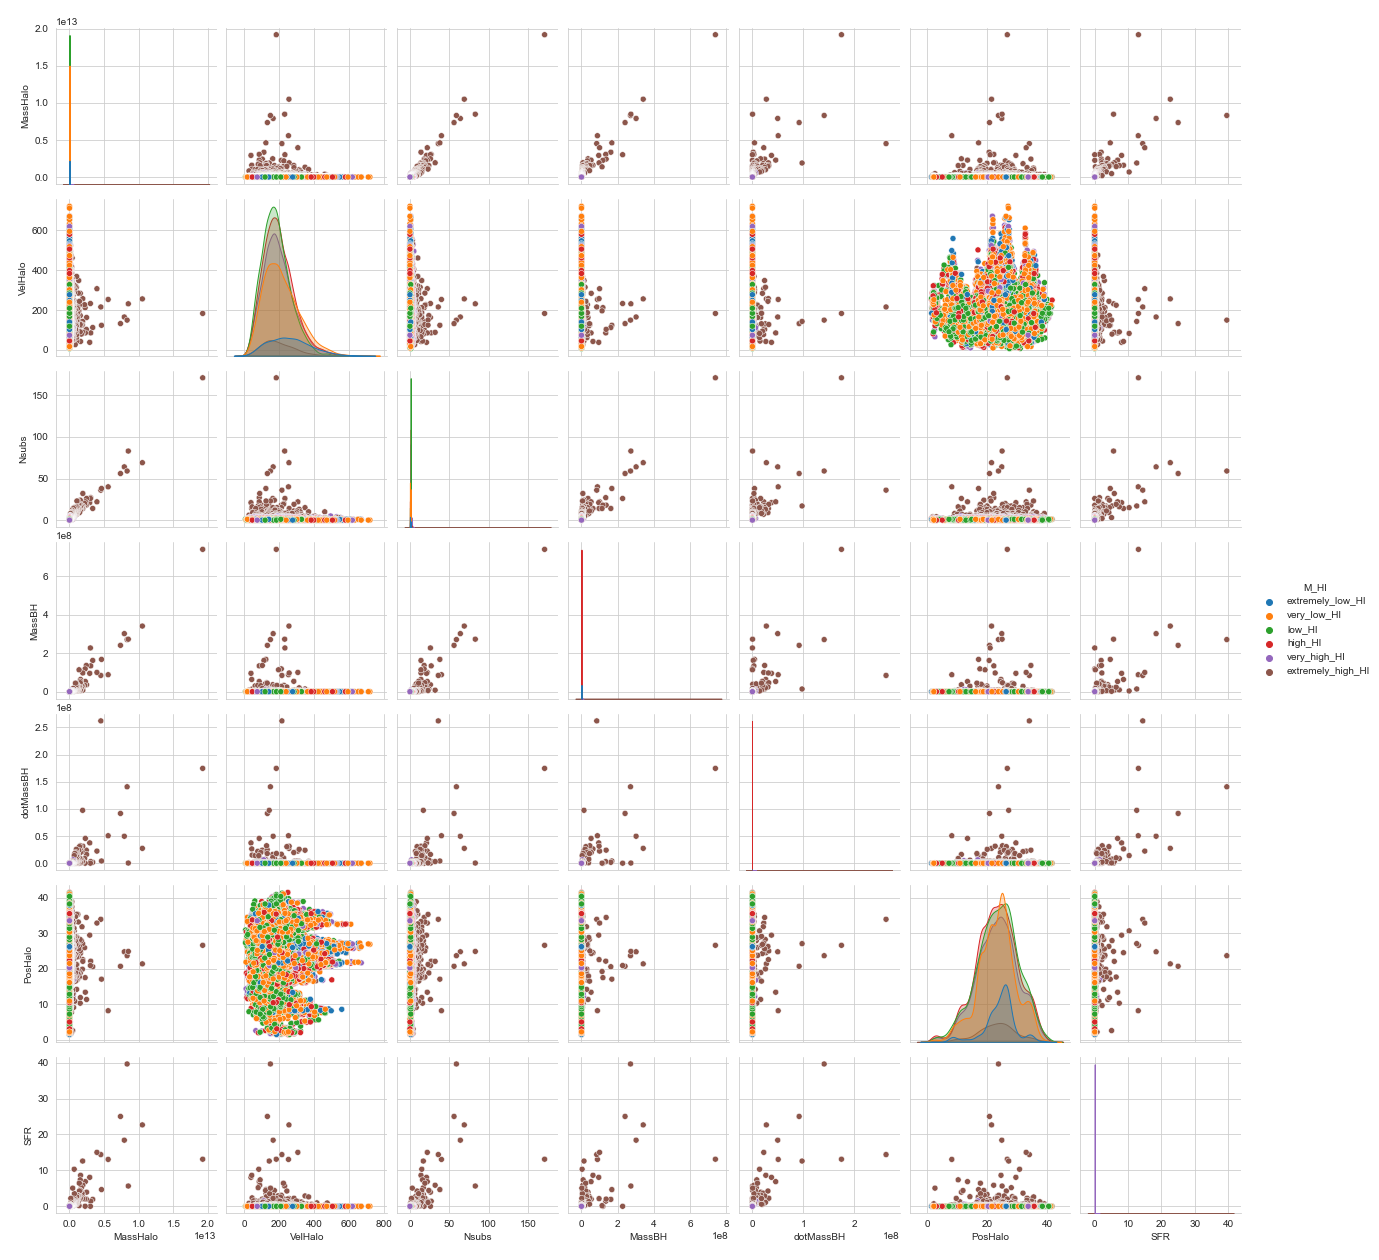 1e13
2.0
1.5
1.0
0.5
0.0
MassHalo
600
400
200
0
VelHalo
150
100
50
0
Nsubs
1e8
6
4
2
0
MassBH
M_HI
extremely_low_HI
very_low_HI
low_HI
high_HI
very_high_HI
extremely_high_HI
1e8
2.5
2.0
1.5
1.0
0.5
0.0
dotMassBH
40
30
20
10
0
PosHalo
40
30
20
10
0
SFR
0.0 0.5 1.0 1.5 2.0
MassHalo 1e13
0 200 400 600 800
VelHalo
0 50 100 150
Nsubs
0 2 4 6 8
MassBH 1e8
0 1 2
dotMassBH 1e8
0 20 40
PosHalo
0 10 20 30 40
SFR